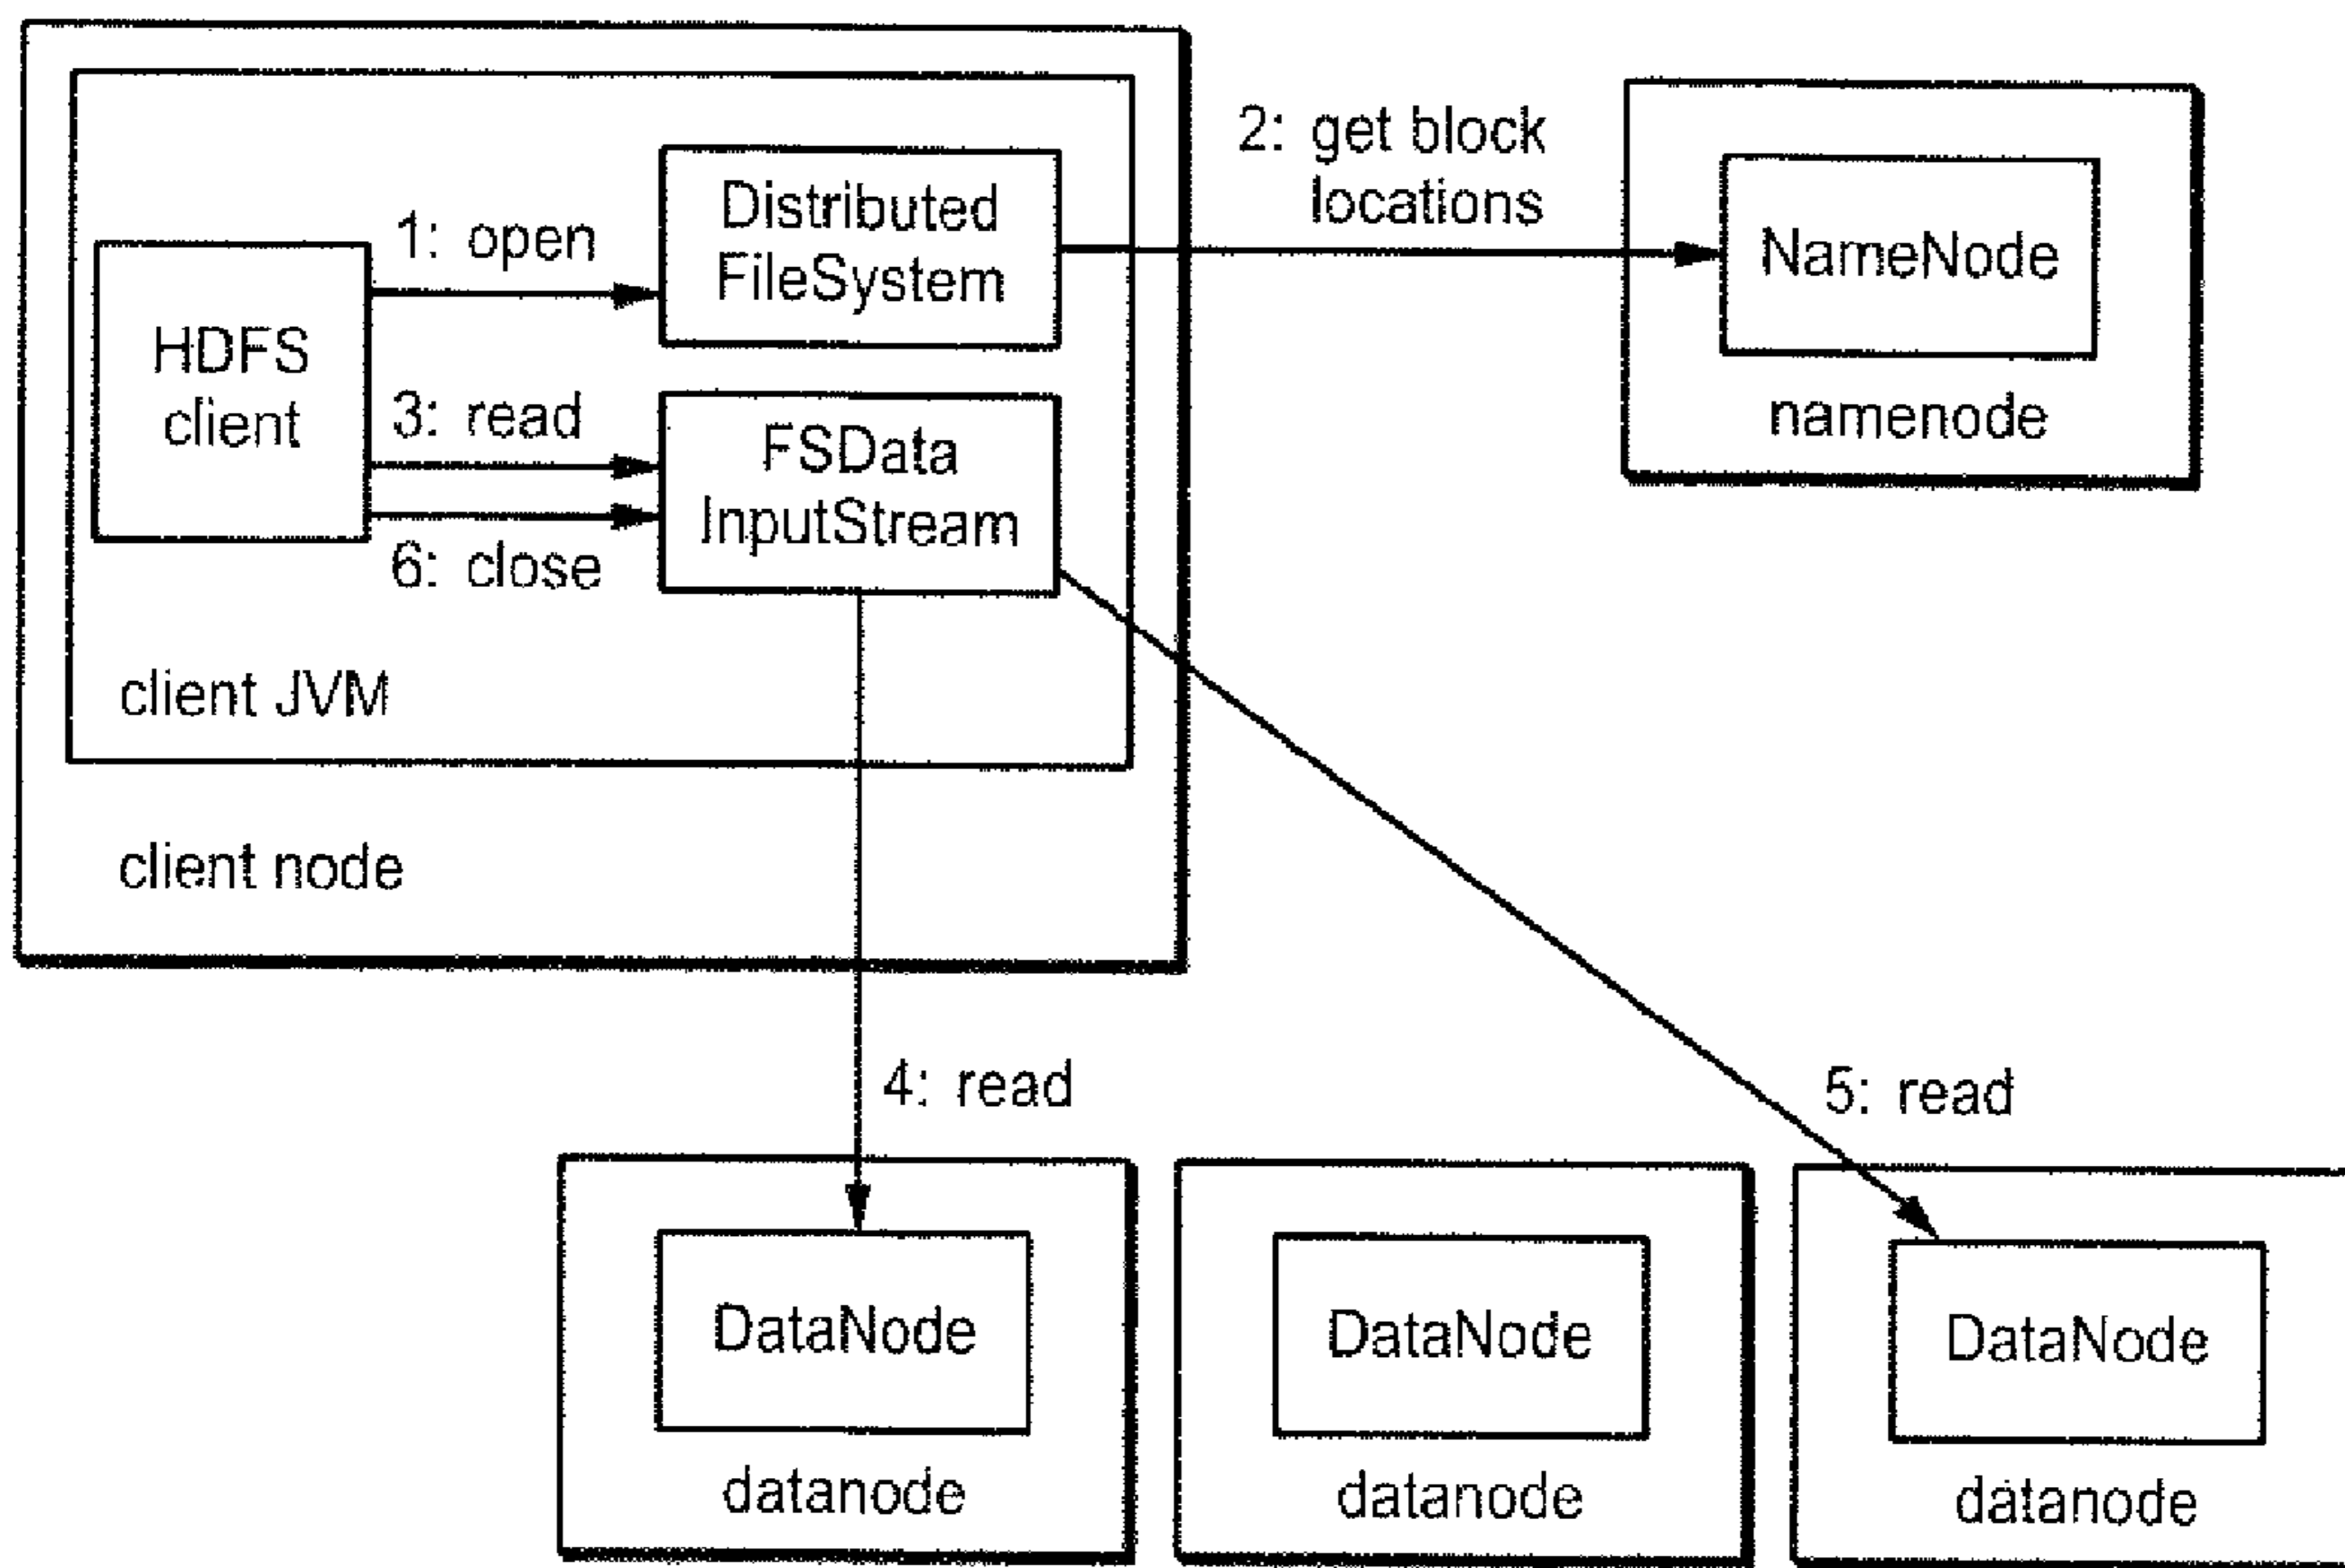 2: get block
locations
Distributed
FileSystem
1: open
NameNode
HDFS
client
namenode
3: read
FSData
InputStream
6: close
client JVM
client node
4: read
5: read
DataNode
DataNode
DataNode
datanode
datanode
datanode